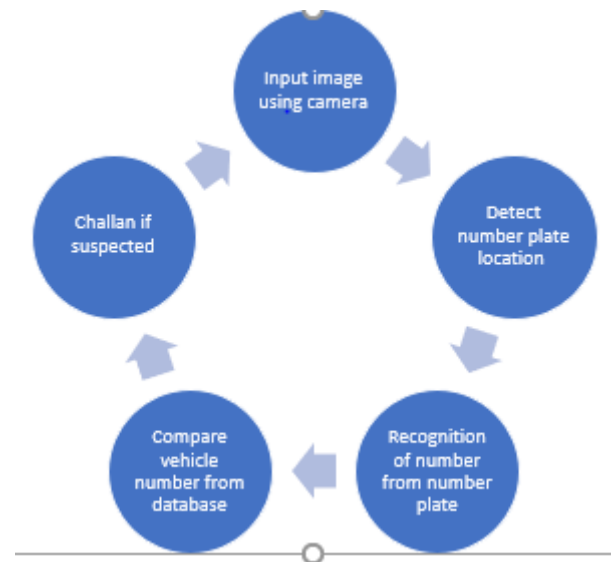 Input image
using camera
Detect
number plate
location
Recognition
of number
from number
plate
Compare
vehicle
number from
database
Challan if
suspected